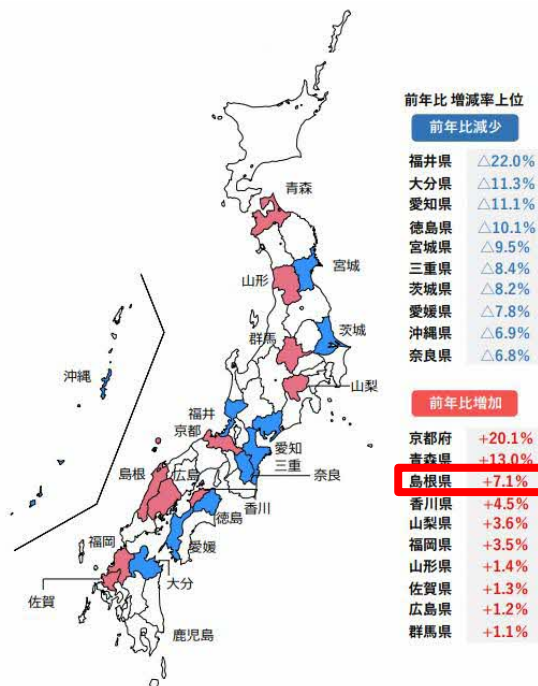 青森
宮城
山形
群馬
茨城
山梨
沖縄
福井
京都
愛知
三重
奈良
島根
広島
香川
徳島
愛媛
福岡
大分
佐賀
鹿児島
前年比 増減率上位
前年比減少
福井県 △22.0%
大分県 △11.3%
愛知県 △11.1%
徳島県 △10.1%
宮城県 △9.5%
三重県 △8.4%
茨城県 △8.2%
愛媛県 △7.8%
沖縄県 △6.9%
奈良県 △6.8%
前年比増加
京都府 +20.1%
青森県 +13.0%
島根県 +7.1%
香川県 +4.5%
山梨県 +3.6%
福岡県 +3.5%
山形県 +1.4%
佐賀県 +1.3%
広島県 +1.2%
群馬県 +1.1%